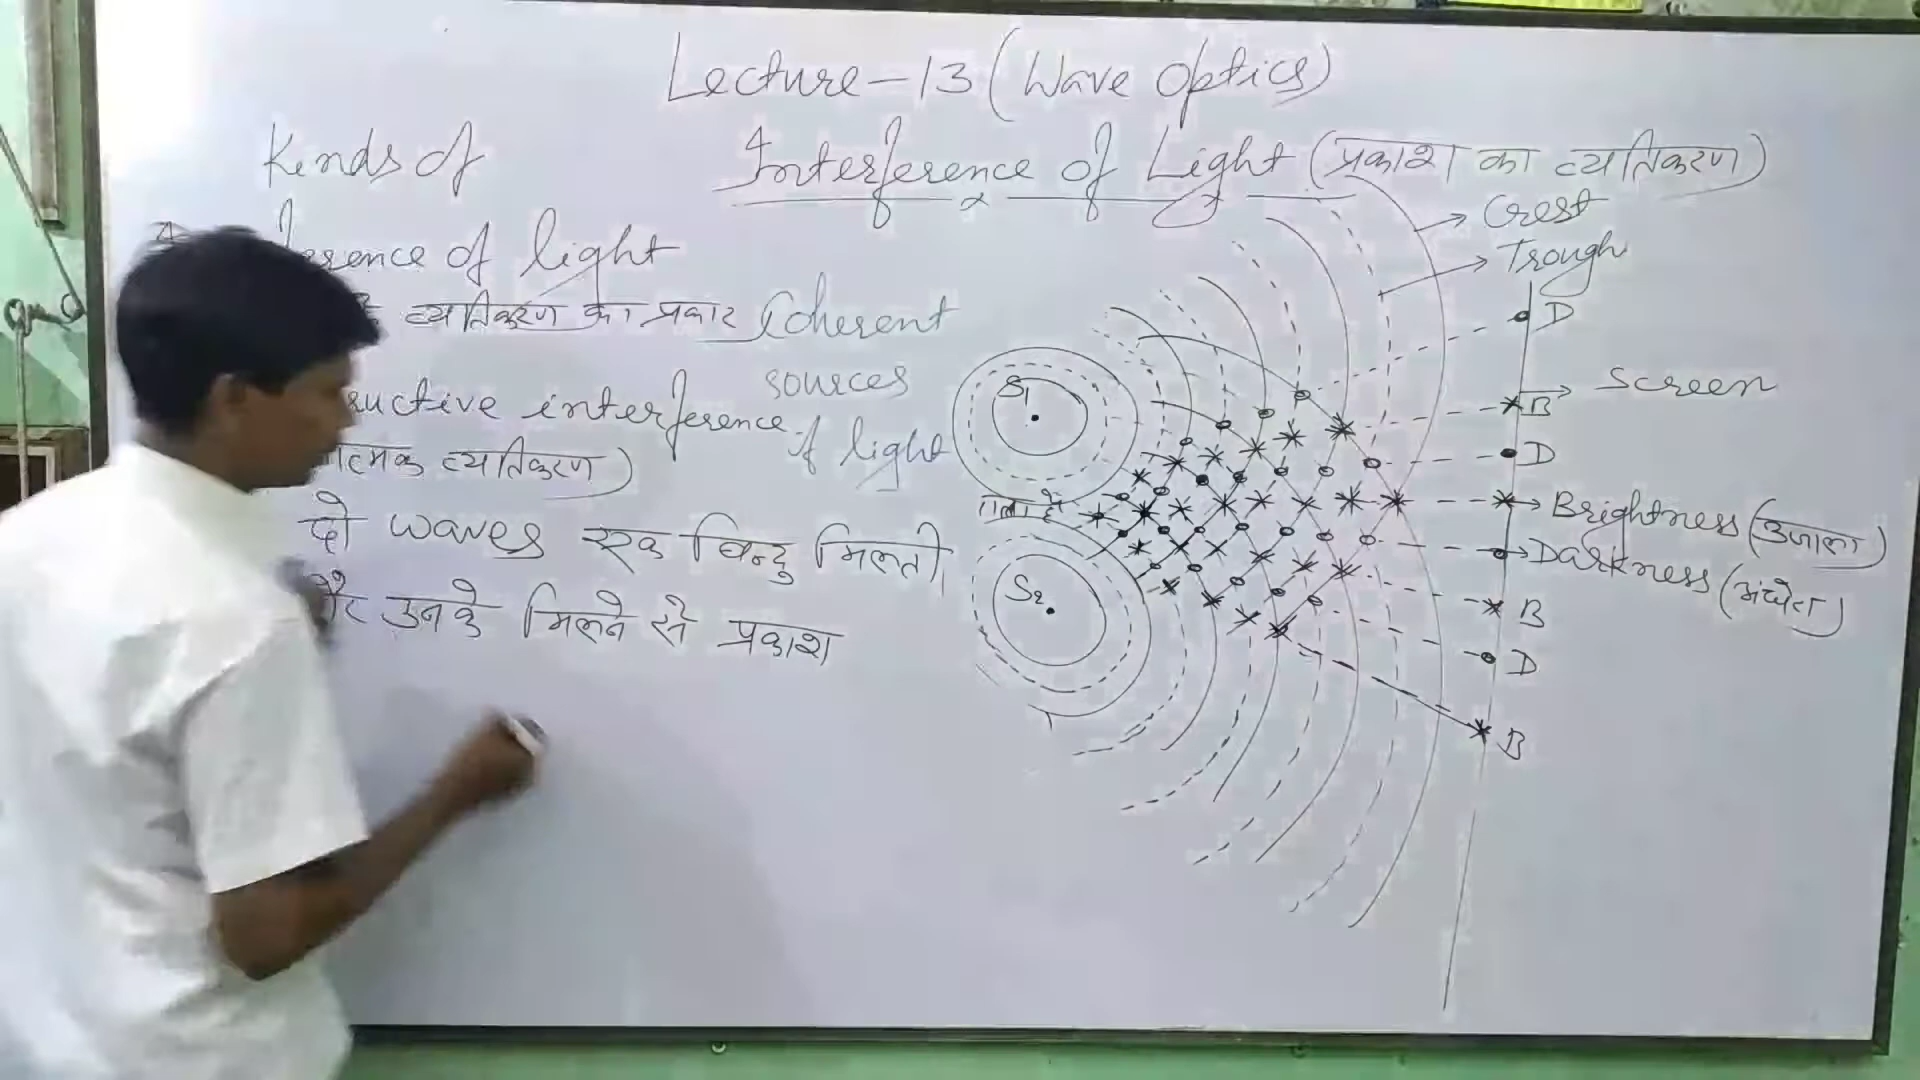 Lecture-13 (Wave Optics)
Interference of Light (प्रकाश का व्यतिकरण)
Kinds of
erence of light
व्यतिकरण का प्रकार
uctive interference
त्मक व्यतिकरण)
दो waves एक बिन्दु मिलती
उनके मिलने से प्रकाश
Coherent
sources
of light
S1
S2
Crest
Trough
D
B
Screen
D
Brightness (उजाला)
Darkness (अंधेरा)
B
D
B